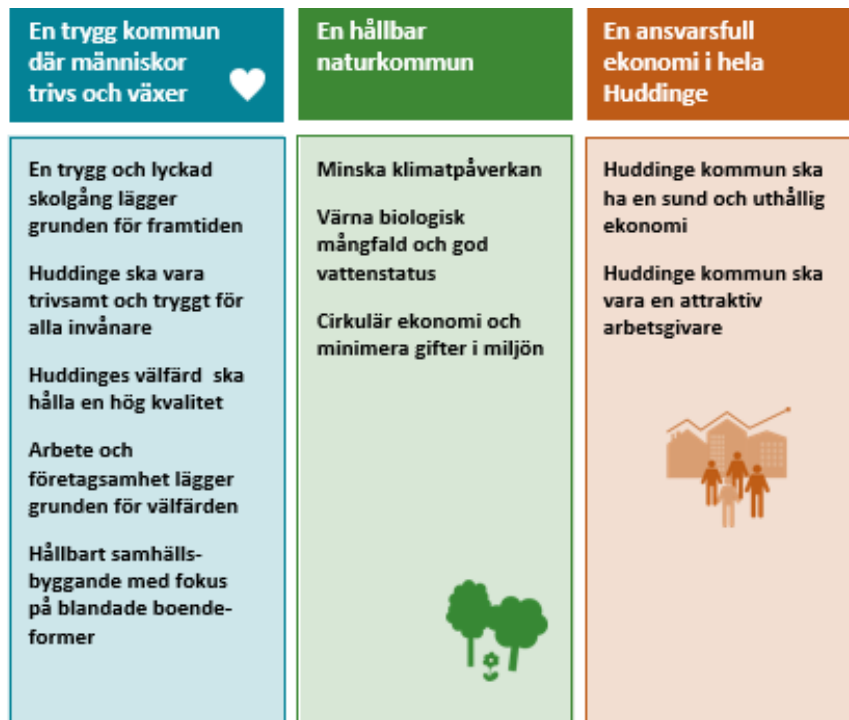 En trygg kommun
där människor
trivs och växer
En trygg och lyckad
skolgång lägger
grunden för framtiden
Huddinge ska vara
trivsamt och tryggt för
alla invånare
Huddinges välfärd  ska
hålla en hög kvalitet
Arbete och
företagsamhet lägger
grunden för välfärden
Hållbart samhälls-
byggande med fokus
på blandade boende-
former
En hållbar
naturkommun
Minska klimatpåverkan
Värna biologisk
mångfald och god
vattenstatus
Cirkulär ekonomi och
minimera gifter i miljön
En ansvarsfull
ekonomi i hela
Huddinge
Huddinge kommun ska
ha en sund och uthållig
ekonomi
Huddinge kommun ska
vara en attraktiv
arbetsgivare